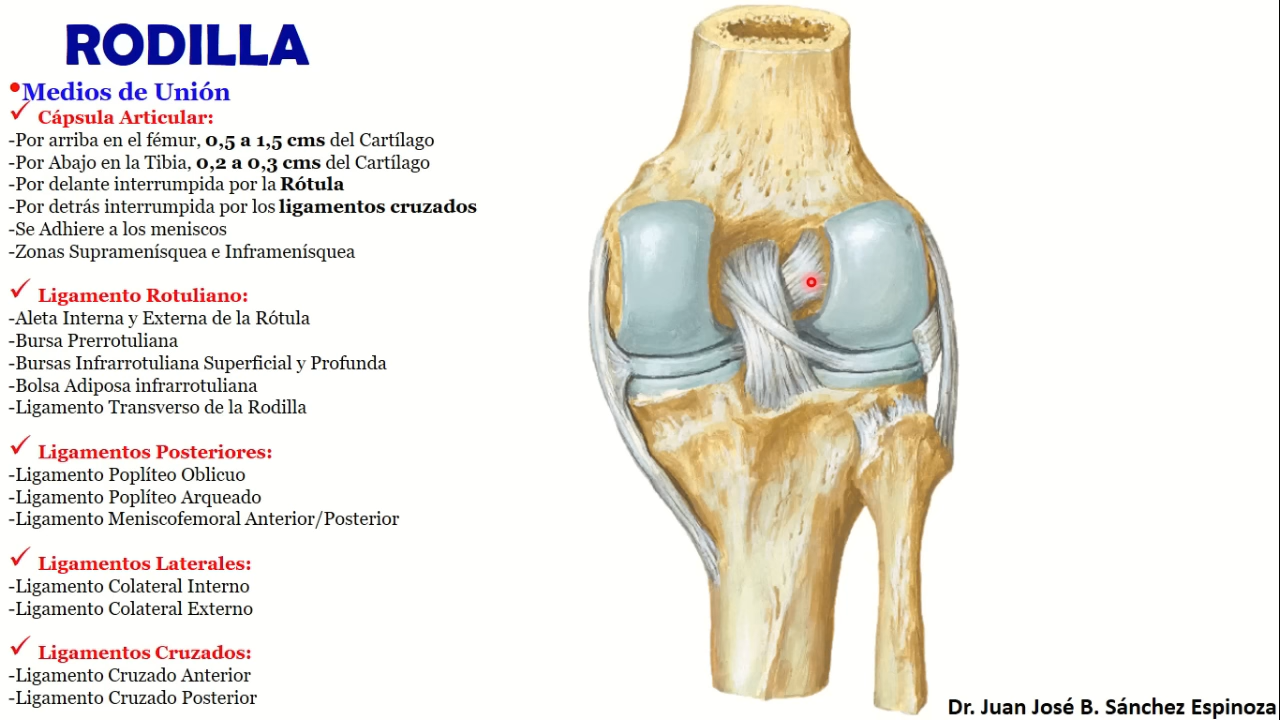 RODILLA
•Medios de Unión
✓ Cápsula Articular:
-Por arriba en el fémur, 0,5 a 1,5 cms del Cartílago
-Por Abajo en la Tibia, 0,2 a 0,3 cms del Cartílago
-Por delante interrumpida por la Rótula
-Por detrás interrumpida por los ligamentos cruzados
-Se Adhiere a los meniscos
-Zonas Supramenísquea e Inframenísquea
✓ Ligamento Rotuliano:
-Aleta Interna y Externa de la Rótula
-Bursa Prerrotuliana
-Bursas Infrarrotuliana Superficial y Profunda
-Bolsa Adiposa infrarrotuliana
-Ligamento Transverso de la Rodilla
✓ Ligamentos Posteriores:
-Ligamento Poplíteo Oblicuo
-Ligamento Poplíteo Arqueado
-Ligamento Meniscofemoral Anterior/Posterior
✓ Ligamentos Laterales:
-Ligamento Colateral Interno
-Ligamento Colateral Externo
✓ Ligamentos Cruzados:
-Ligamento Cruzado Anterior
-Ligamento Cruzado Posterior
Dr. Juan José B. Sánchez Espinoza